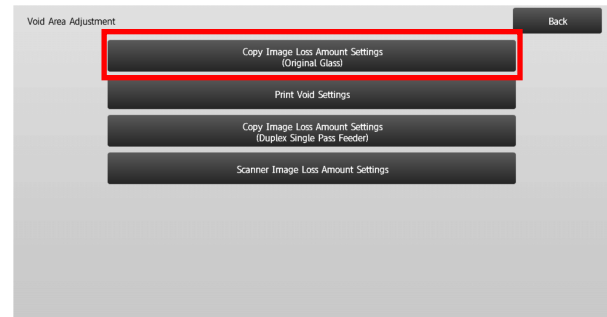 Void Area Adjustment
Back
Copy Image Loss Amount Settings
(Original Glass)
Print Void Settings
Copy Image Loss Amount Settings
(Duplex Single Pass Feeder)
Scanner Image Loss Amount Settings